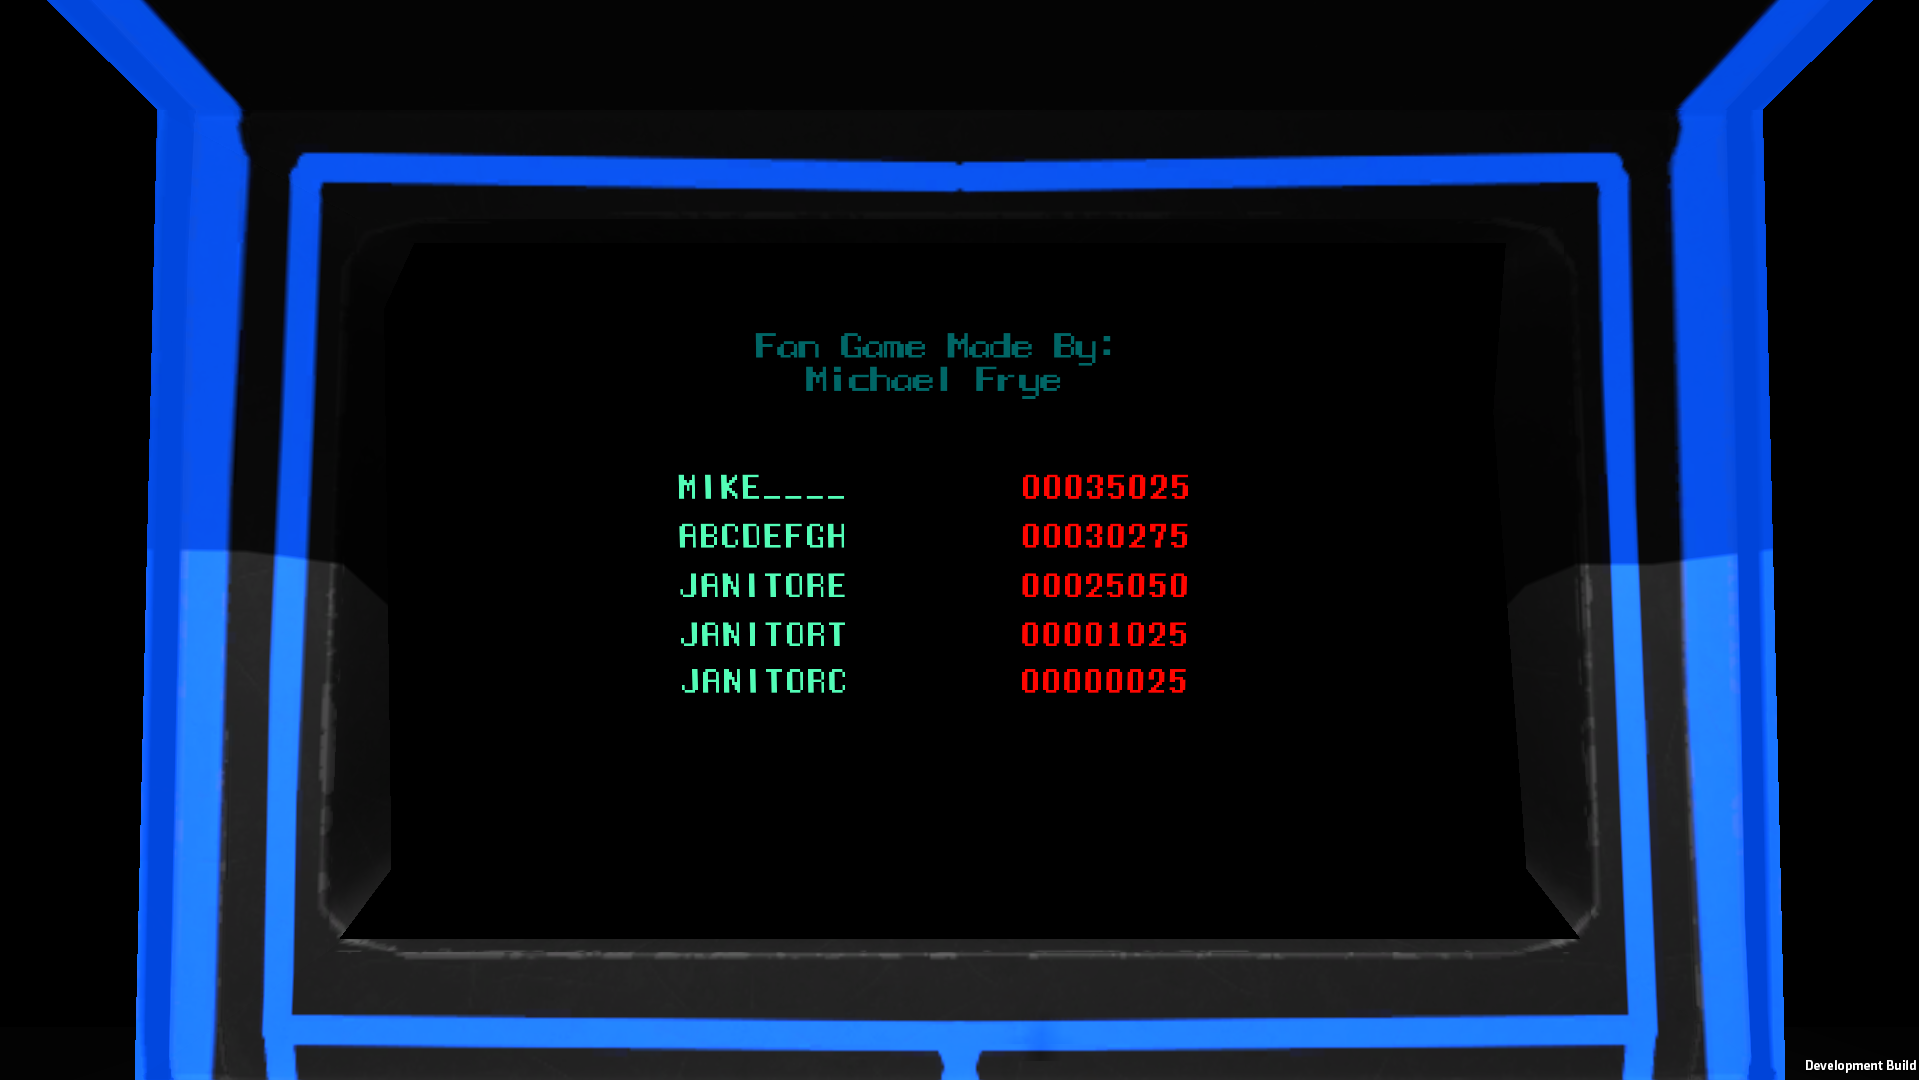 Fan Game Made By:
Michael Frye
MIKE____ 00035025
ABCDEFGH 00030275
JANITORE 00025050
JANITORT 00001025
JANITORC 00000025
Development Build